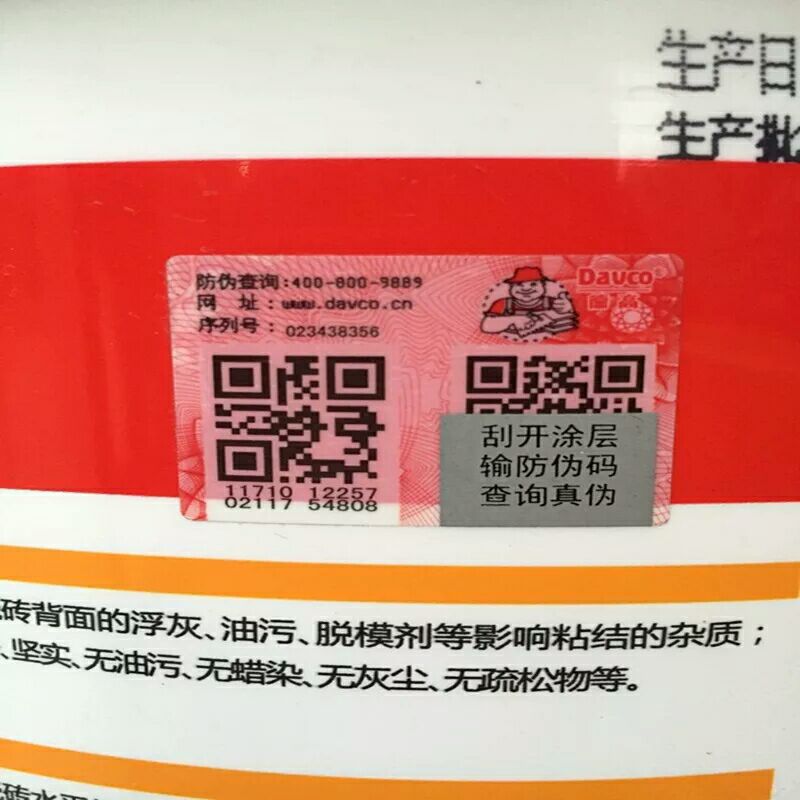 生产日
生产批
防伪查询:400-800-9889
网 址: www.davco.cn
序列号: 023438356
Davco®
德高
11710 12257
02117 54808
刮开涂层
输防伪码
查询真伪
砖背面的浮灰、油污、脱模剂等影响粘结的杂质;
、坚实、无油污、无蜡染、无灰尘、无疏松物等。
砖水平